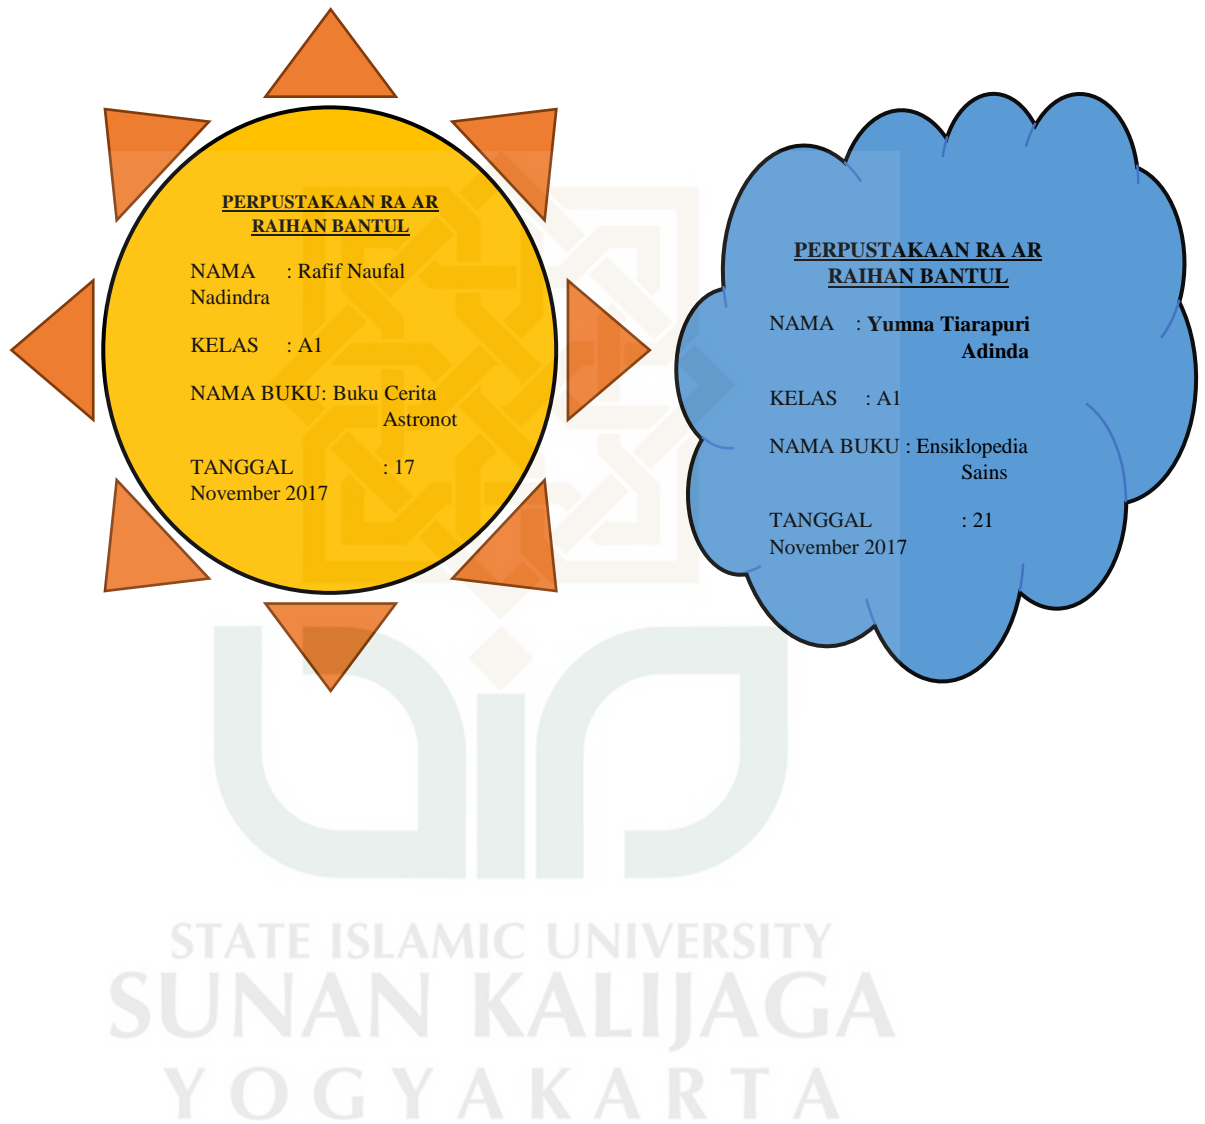 PERPUSTAKAAN RA AR
RAIHAN BANTUL
NAMA : Rafif Naufal
Nadindra
KELAS : A1
NAMA BUKU: Buku Cerita
Astronot
TANGGAL : 17
November 2017
PERPUSTAKAAN RA AR
RAIHAN BANTUL
NAMA : Yumna Tiarapuri
Adinda
KELAS : A1
NAMA BUKU : Ensiklopedia
Sains
TANGGAL : 21
November 2017
STATE ISLAMIC UNIVERSITY
SUNAN KALIJAGA
YOGYAKARTA